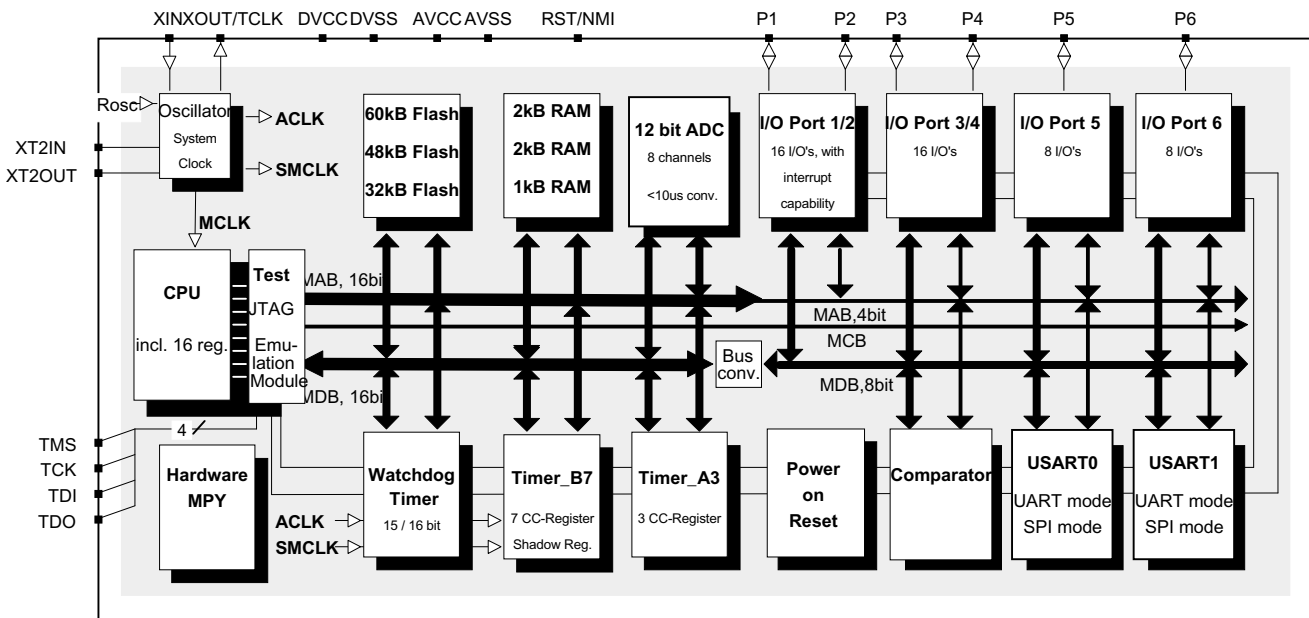 XIN
XOUT/TCLK
DVCC
DVSS
AVCC
AVSS
RST/NMI
P1
P2
P3
P4
P5
P6
Rosc
XT2IN
XT2OUT
Oscillator
System
Clock
ACLK
SMCLK
MCLK
60kB Flash
48kB Flash
32kB Flash
2kB RAM
2kB RAM
1kB RAM
12 bit ADC
8 channels
<10us conv.
I/O Port 1/2
16 I/O's, with
interrupt
capability
I/O Port 3/4
16 I/O's
I/O Port 5
8 I/O's
I/O Port 6
8 I/O's
CPU
incl. 16 reg.
Test
JTAG
Emu-
lation
Module
MAB, 16bi
MDB, 16bit
Bus
conv.
MAB,4bit
MCB
MDB,8bit
4
TMS
TCK
TDI
TDO
Hardware
MPY
ACLK
SMCLK
Watchdog
Timer
15 / 16 bit
Timer_B7
7 CC-Register
Shadow Reg.
Timer_A3
3 CC-Register
Power
on
Reset
Comparator
USART0
UART mode
SPI mode
USART1
UART mode
SPI mode